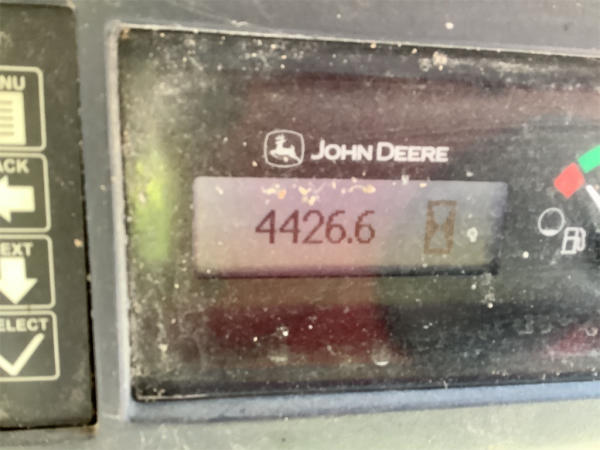 NU
ACK
EXT
ELECT
JOHN DEERE
4426.6